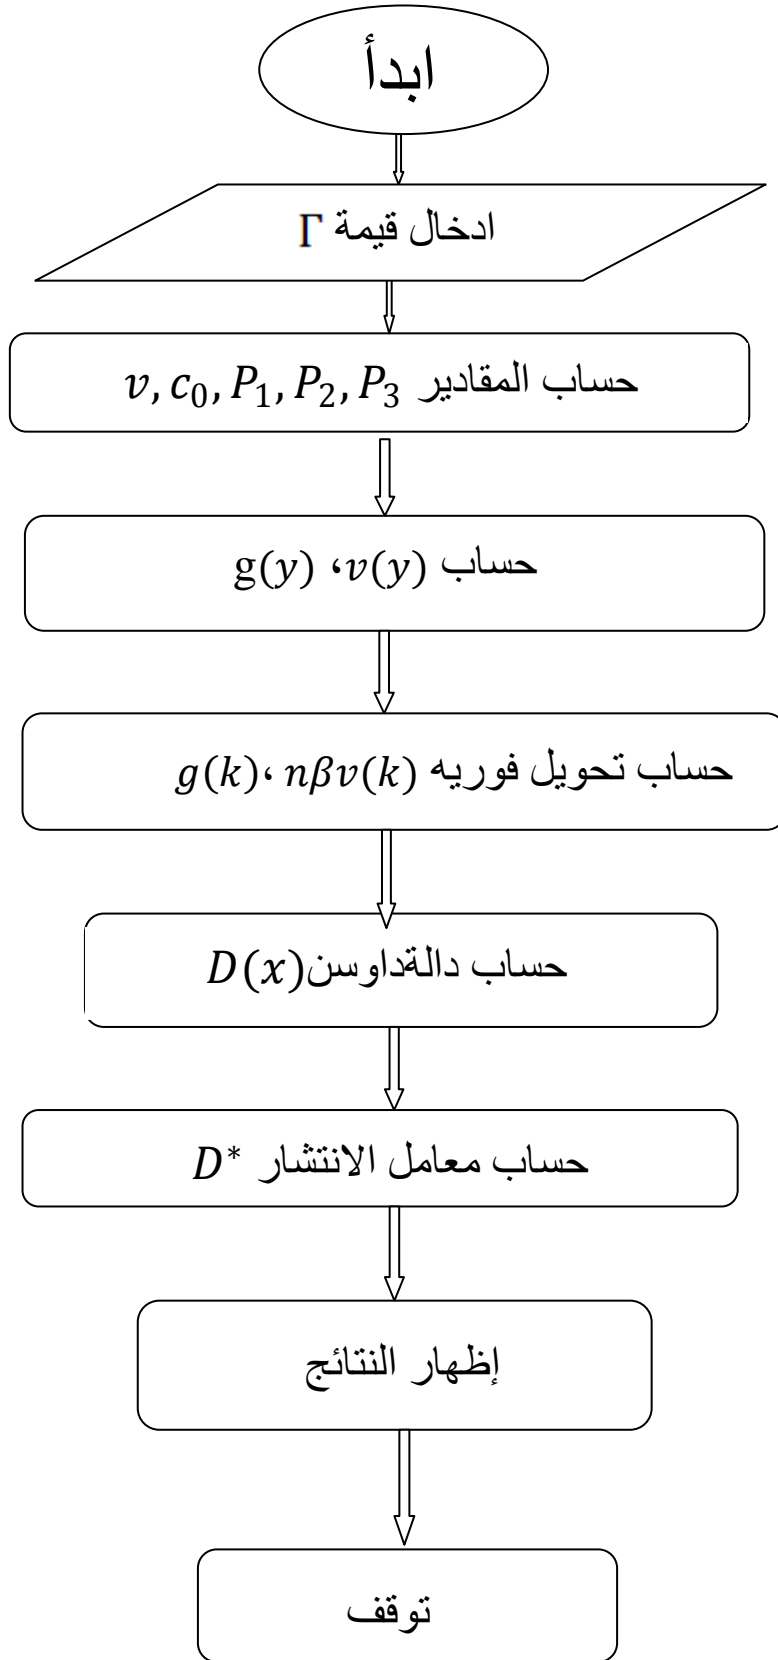 ابدأ
ادخال قيمة Γ
حساب المقادير v, c₀, P₁, P₂, P₃
حساب v(y)، g(y)
حساب تحويل فوريه nβv(k)، g(k)
حساب دالةداوسن D(x)
حساب معامل الانتشار D*
إظهار النتائج
توقف